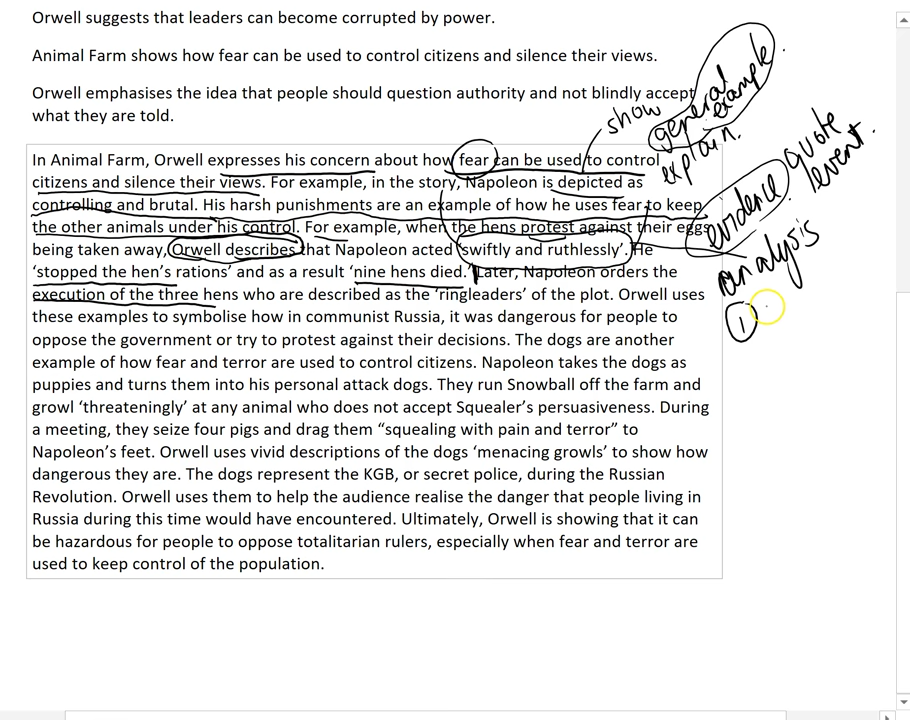 Orwell suggests that leaders can become corrupted by power.
Animal Farm shows how fear can be used to control citizens and silence their views.
Orwell emphasises the idea that people should question authority and not blindly accept
what they are told.
In Animal Farm, Orwell expresses his concern about how fear can be used to control
citizens and silence their views. For example, in the story, Napoleon is depicted as
controlling and brutal. His harsh punishments are an example of how he uses fear to keep
the other animals under his control. For example, when the hens protest against their eggs
being taken away, Orwell describes that Napoleon acted ‘swiftly and ruthlessly’. He
‘stopped the hen’s rations’ and as a result ‘nine hens died.’ Later, Napoleon orders the
execution of the three hens who are described as the ‘ringleaders’ of the plot. Orwell uses
these examples to symbolise how in communist Russia, it was dangerous for people to
oppose the government or try to protest against their decisions. The dogs are another
example of how fear and terror are used to control citizens. Napoleon takes the dogs as
puppies and turns them into his personal attack dogs. They run Snowball off the farm and
growl ‘threateningly’ at any animal who does not accept Squealer’s persuasiveness. During
a meeting, they seize four pigs and drag them “squealing with pain and terror” to
Napoleon’s feet. Orwell uses vivid descriptions of the dogs ‘menacing growls’ to show how
dangerous they are. The dogs represent the KGB, or secret police, during the Russian
Revolution. Orwell uses them to help the audience realise the danger that people living in
Russia during this time would have encountered. Ultimately, Orwell is showing that it can
be hazardous for people to oppose totalitarian rulers, especially when fear and terror are
used to keep control of the population.
show
general
example.
explain.
evidence. quote
event.
analysis
1